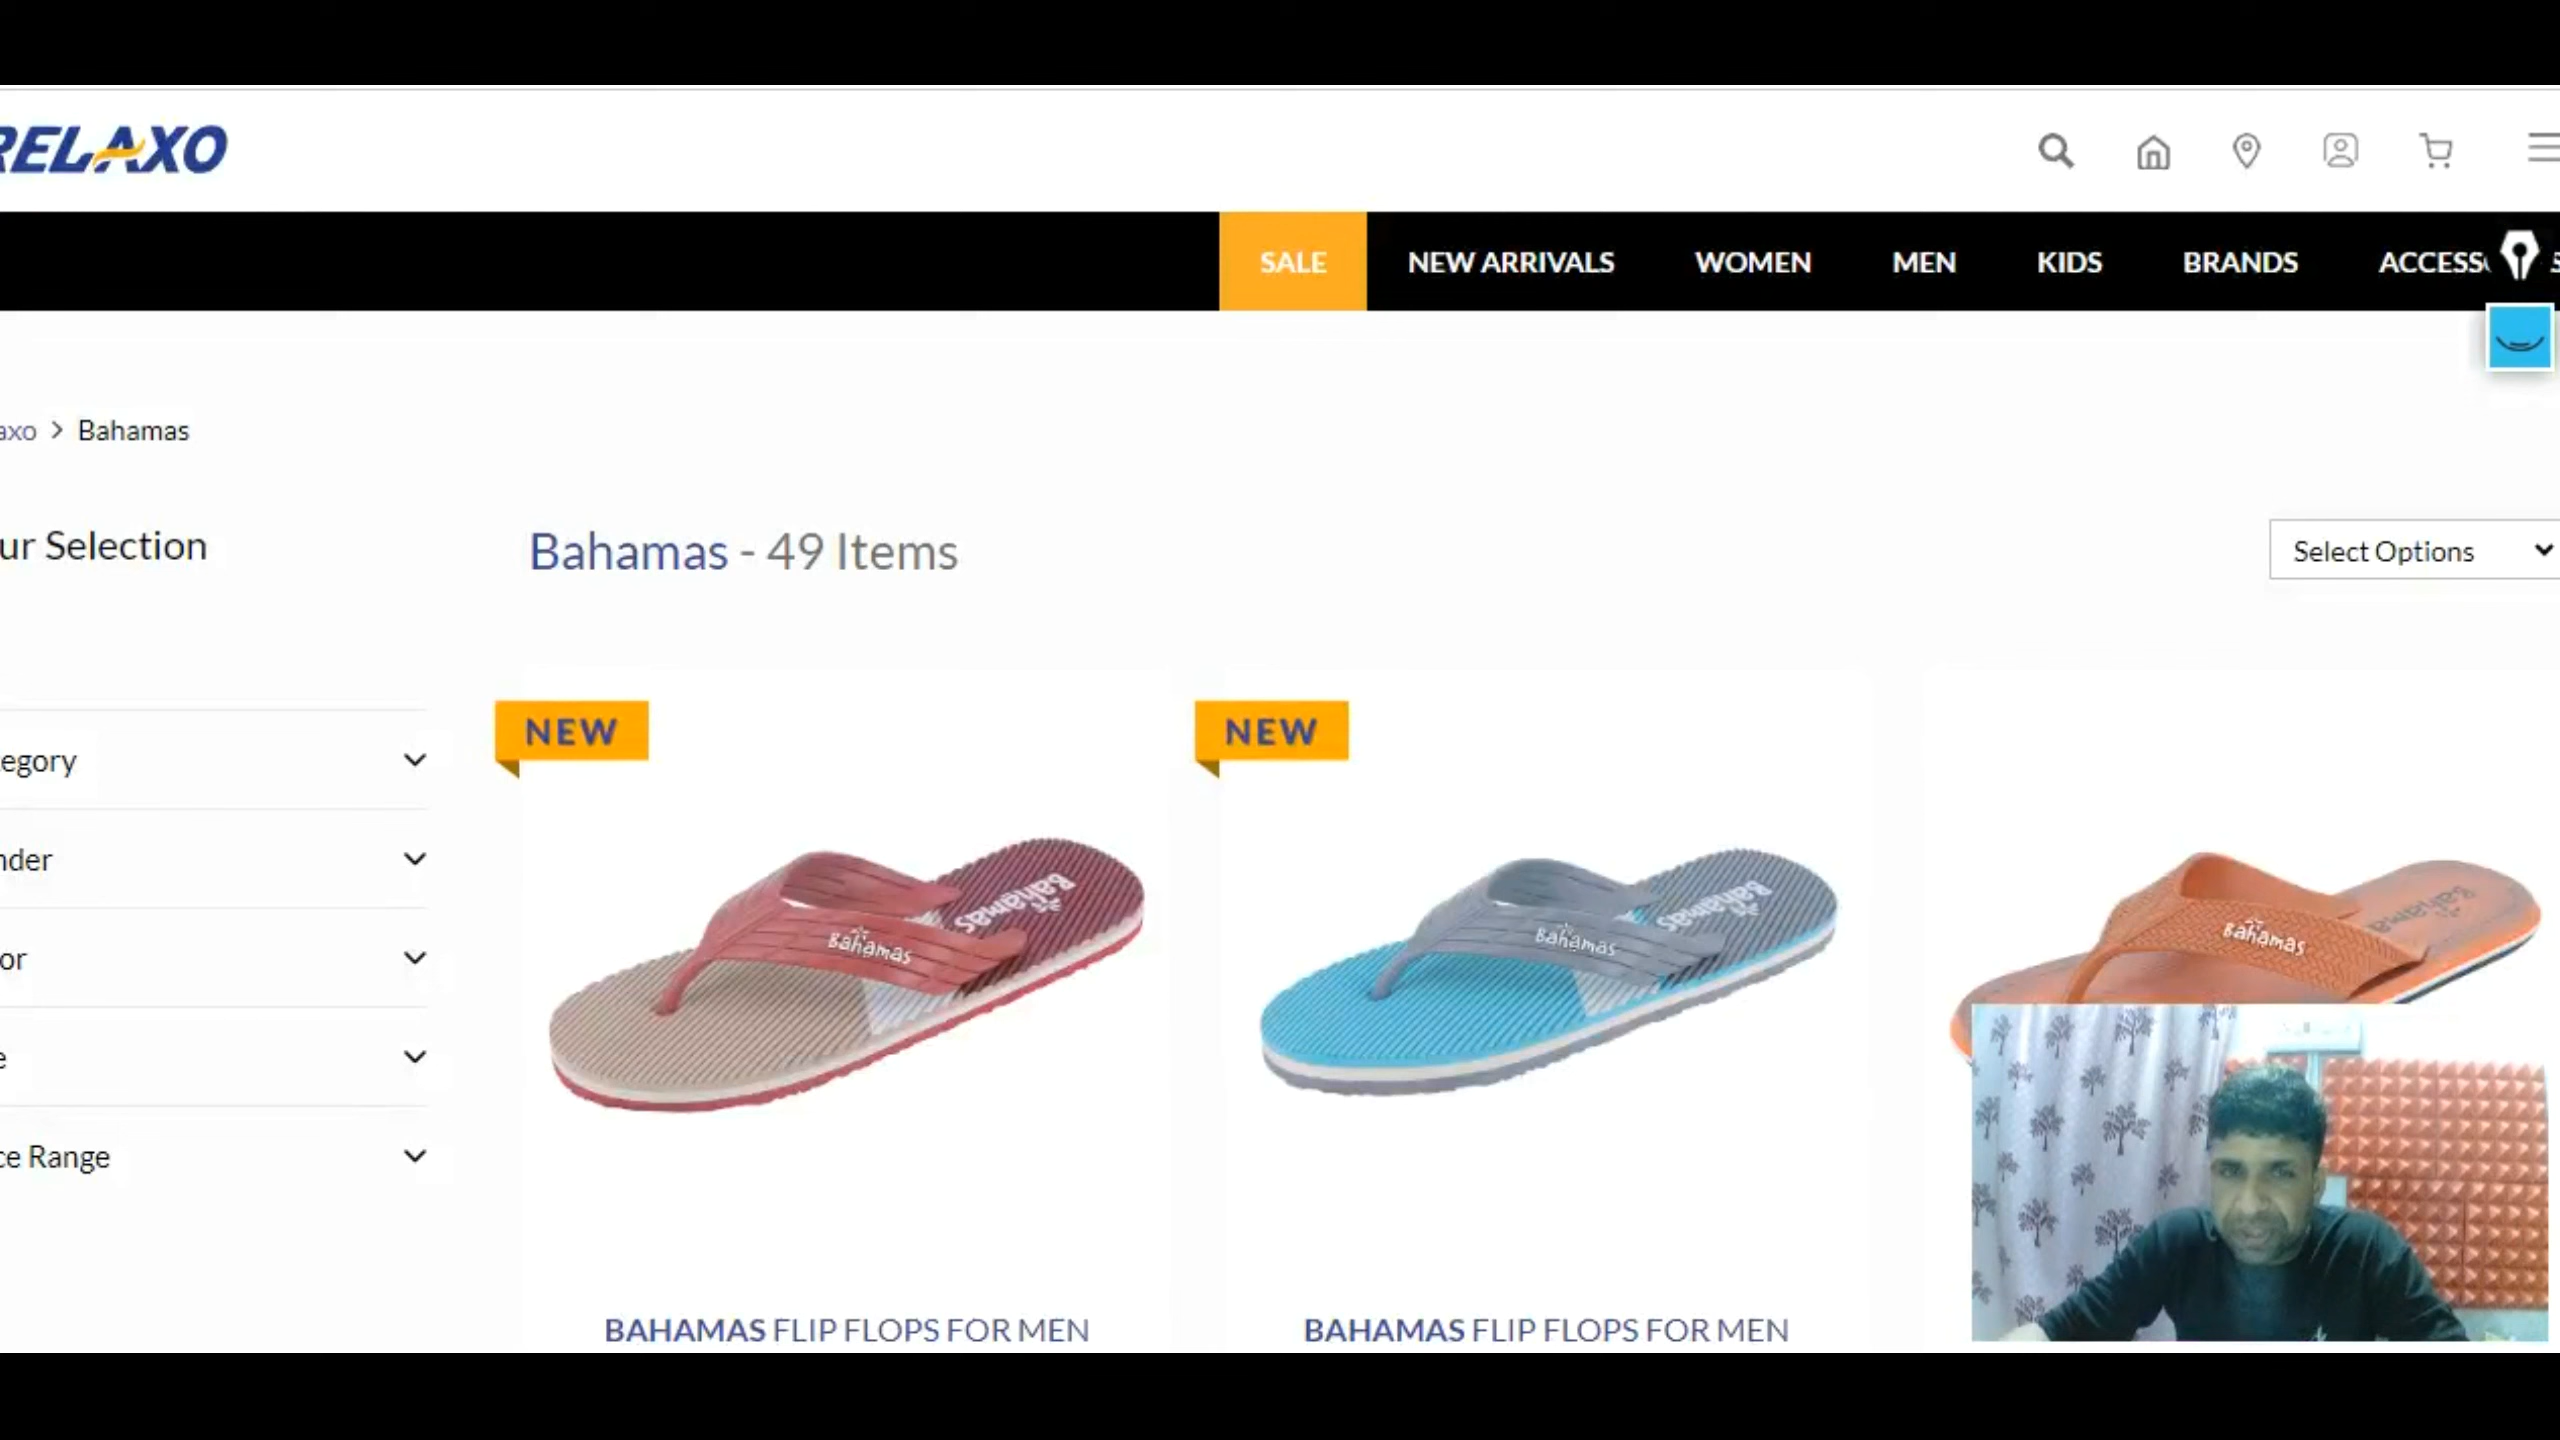 RELAXO
SALE NEW ARRIVALS WOMEN MEN KIDS BRANDS ACCESS
axo > Bahamas
ur Selection
Bahamas - 49 Items
Select Options
NEW
NEW
egory
nder
or
e
ce Range
Bahamas
Bahamas
Bahamas
Bahamas
Bahamas
Bahamas
BAHAMAS FLIP FLOPS FOR MEN
BAHAMAS FLIP FLOPS FOR MEN